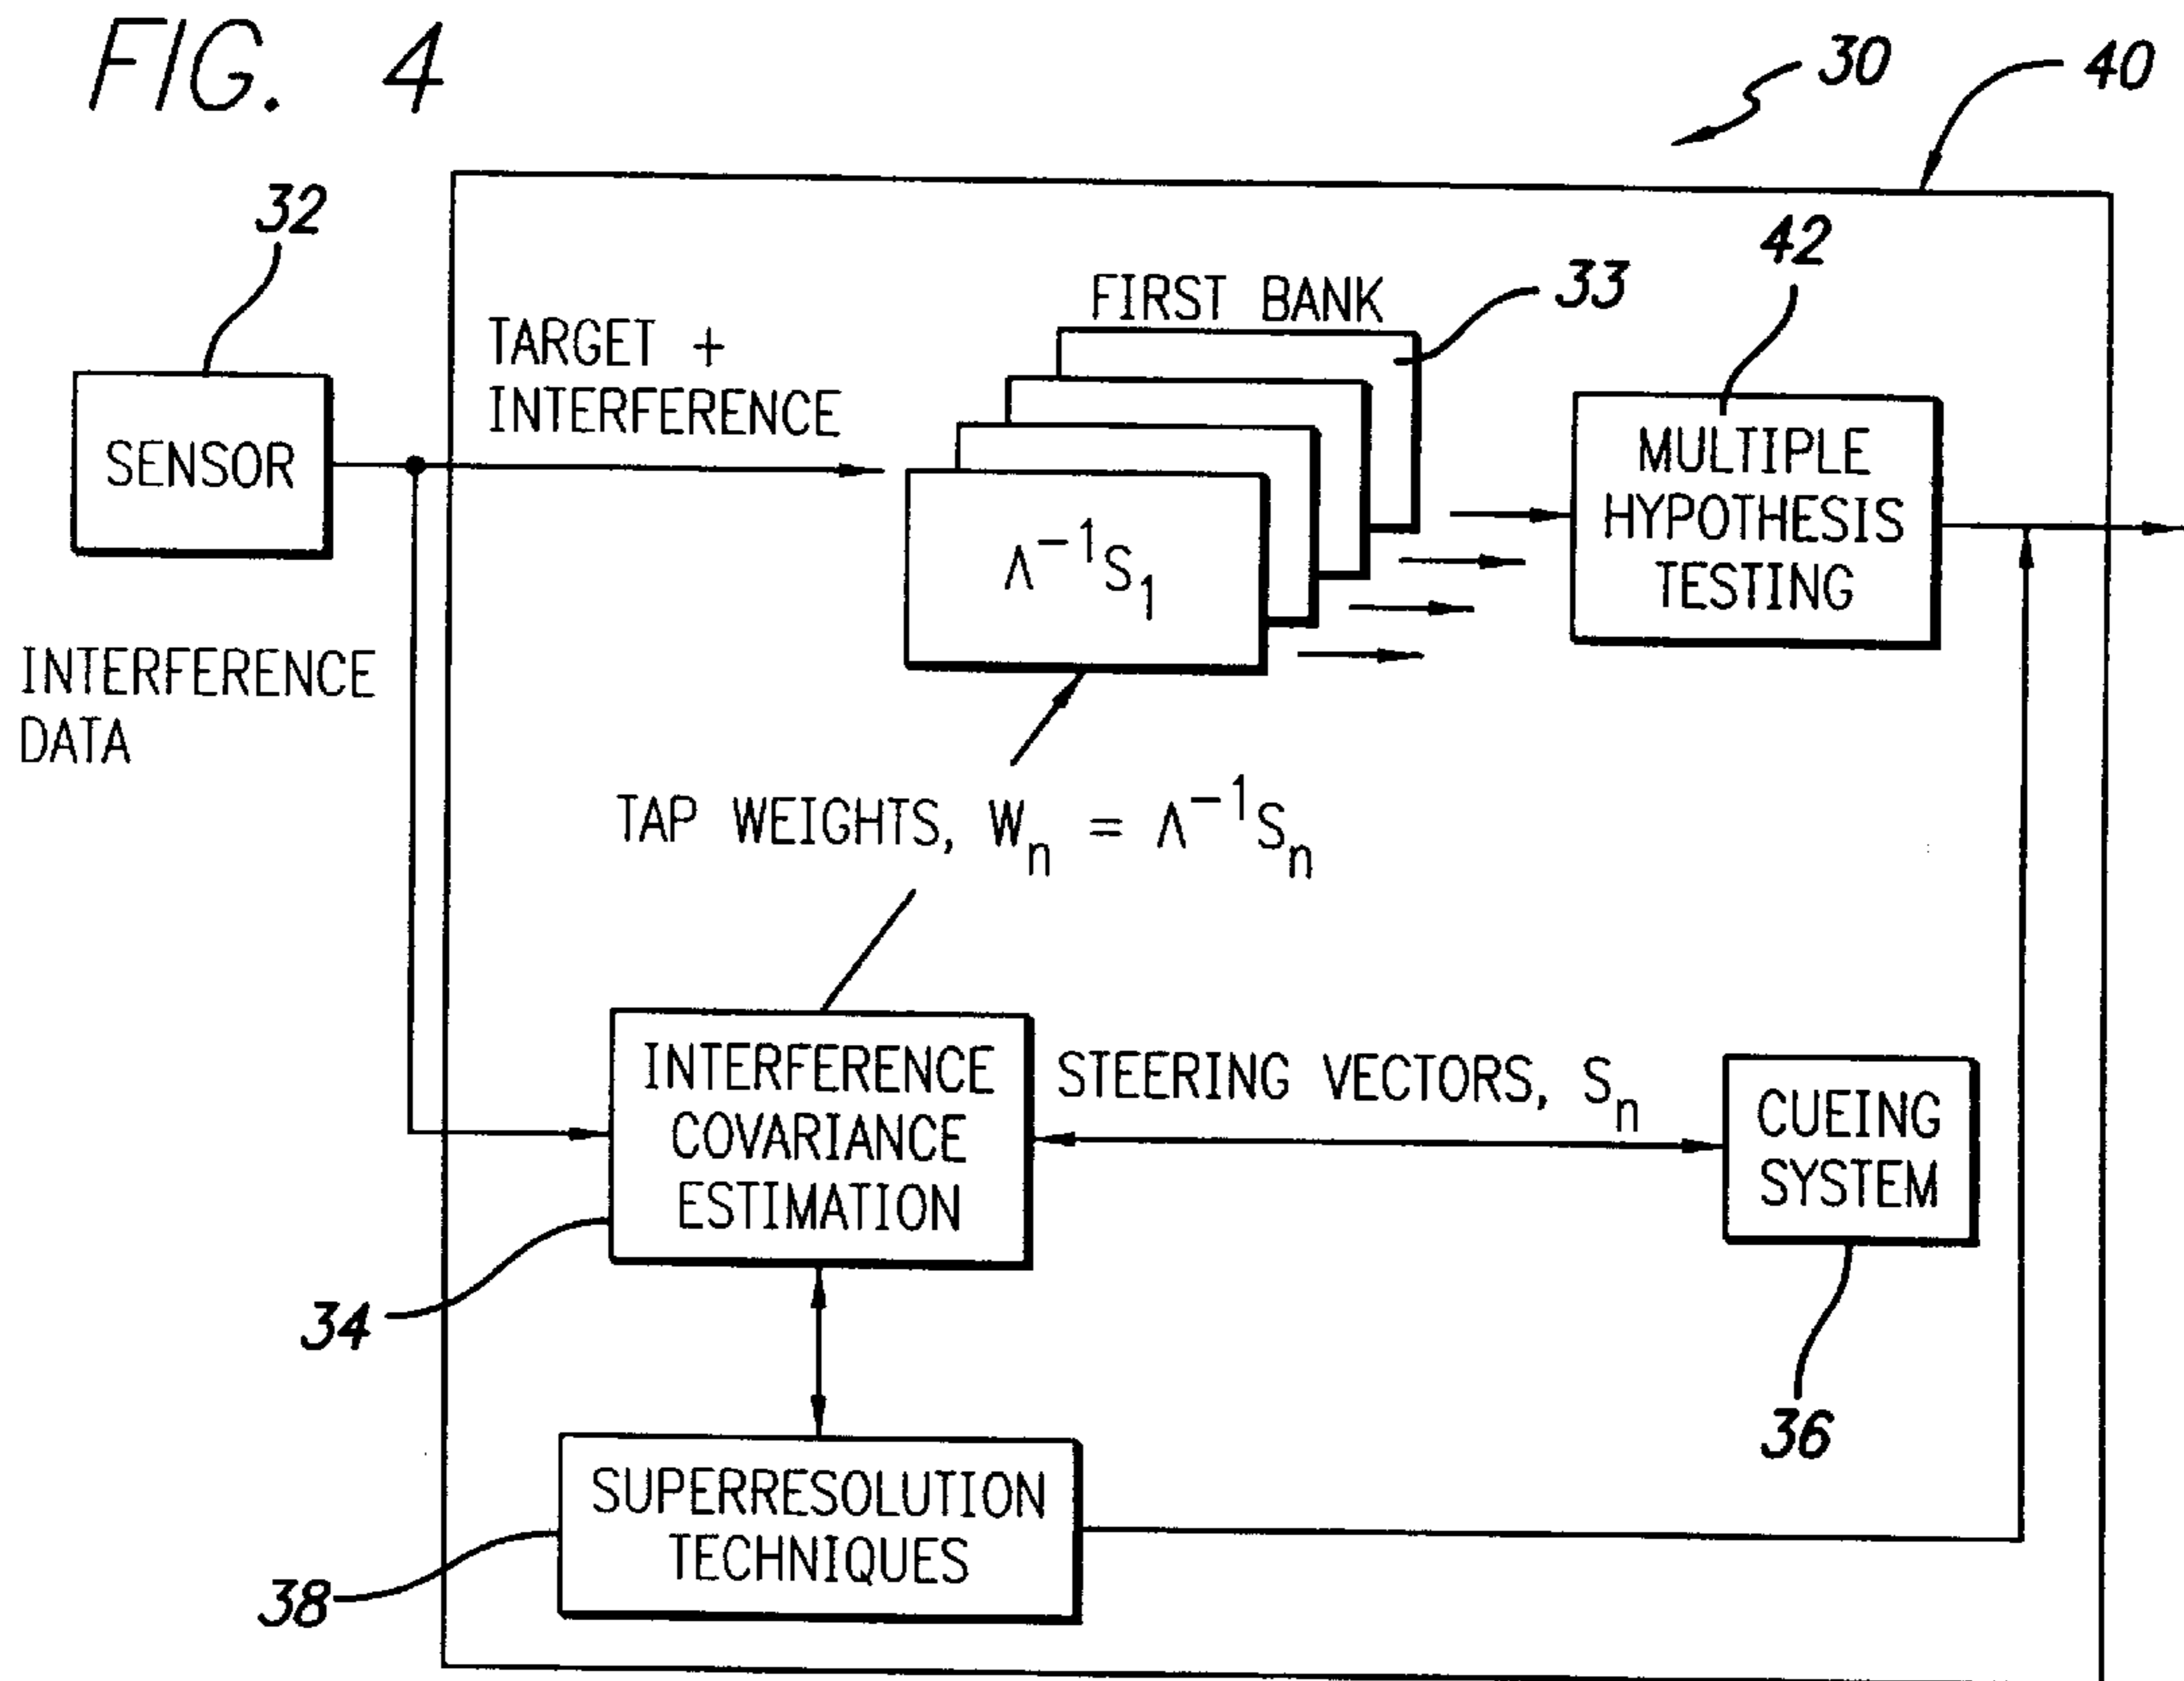 FIG. 4
30
40
32
42
FIRST BANK
33
TARGET +
INTERFERENCE
SENSOR
MULTIPLE
HYPOTHESIS
TESTING
Λ⁻¹S₁
INTERFERENCE
DATA
TAP WEIGHTS, Wₙ = Λ⁻¹Sₙ
INTERFERENCE
COVARIANCE
ESTIMATION
STEERING VECTORS, Sₙ
CUEING
SYSTEM
34
36
SUPERRESOLUTION
TECHNIQUES
38